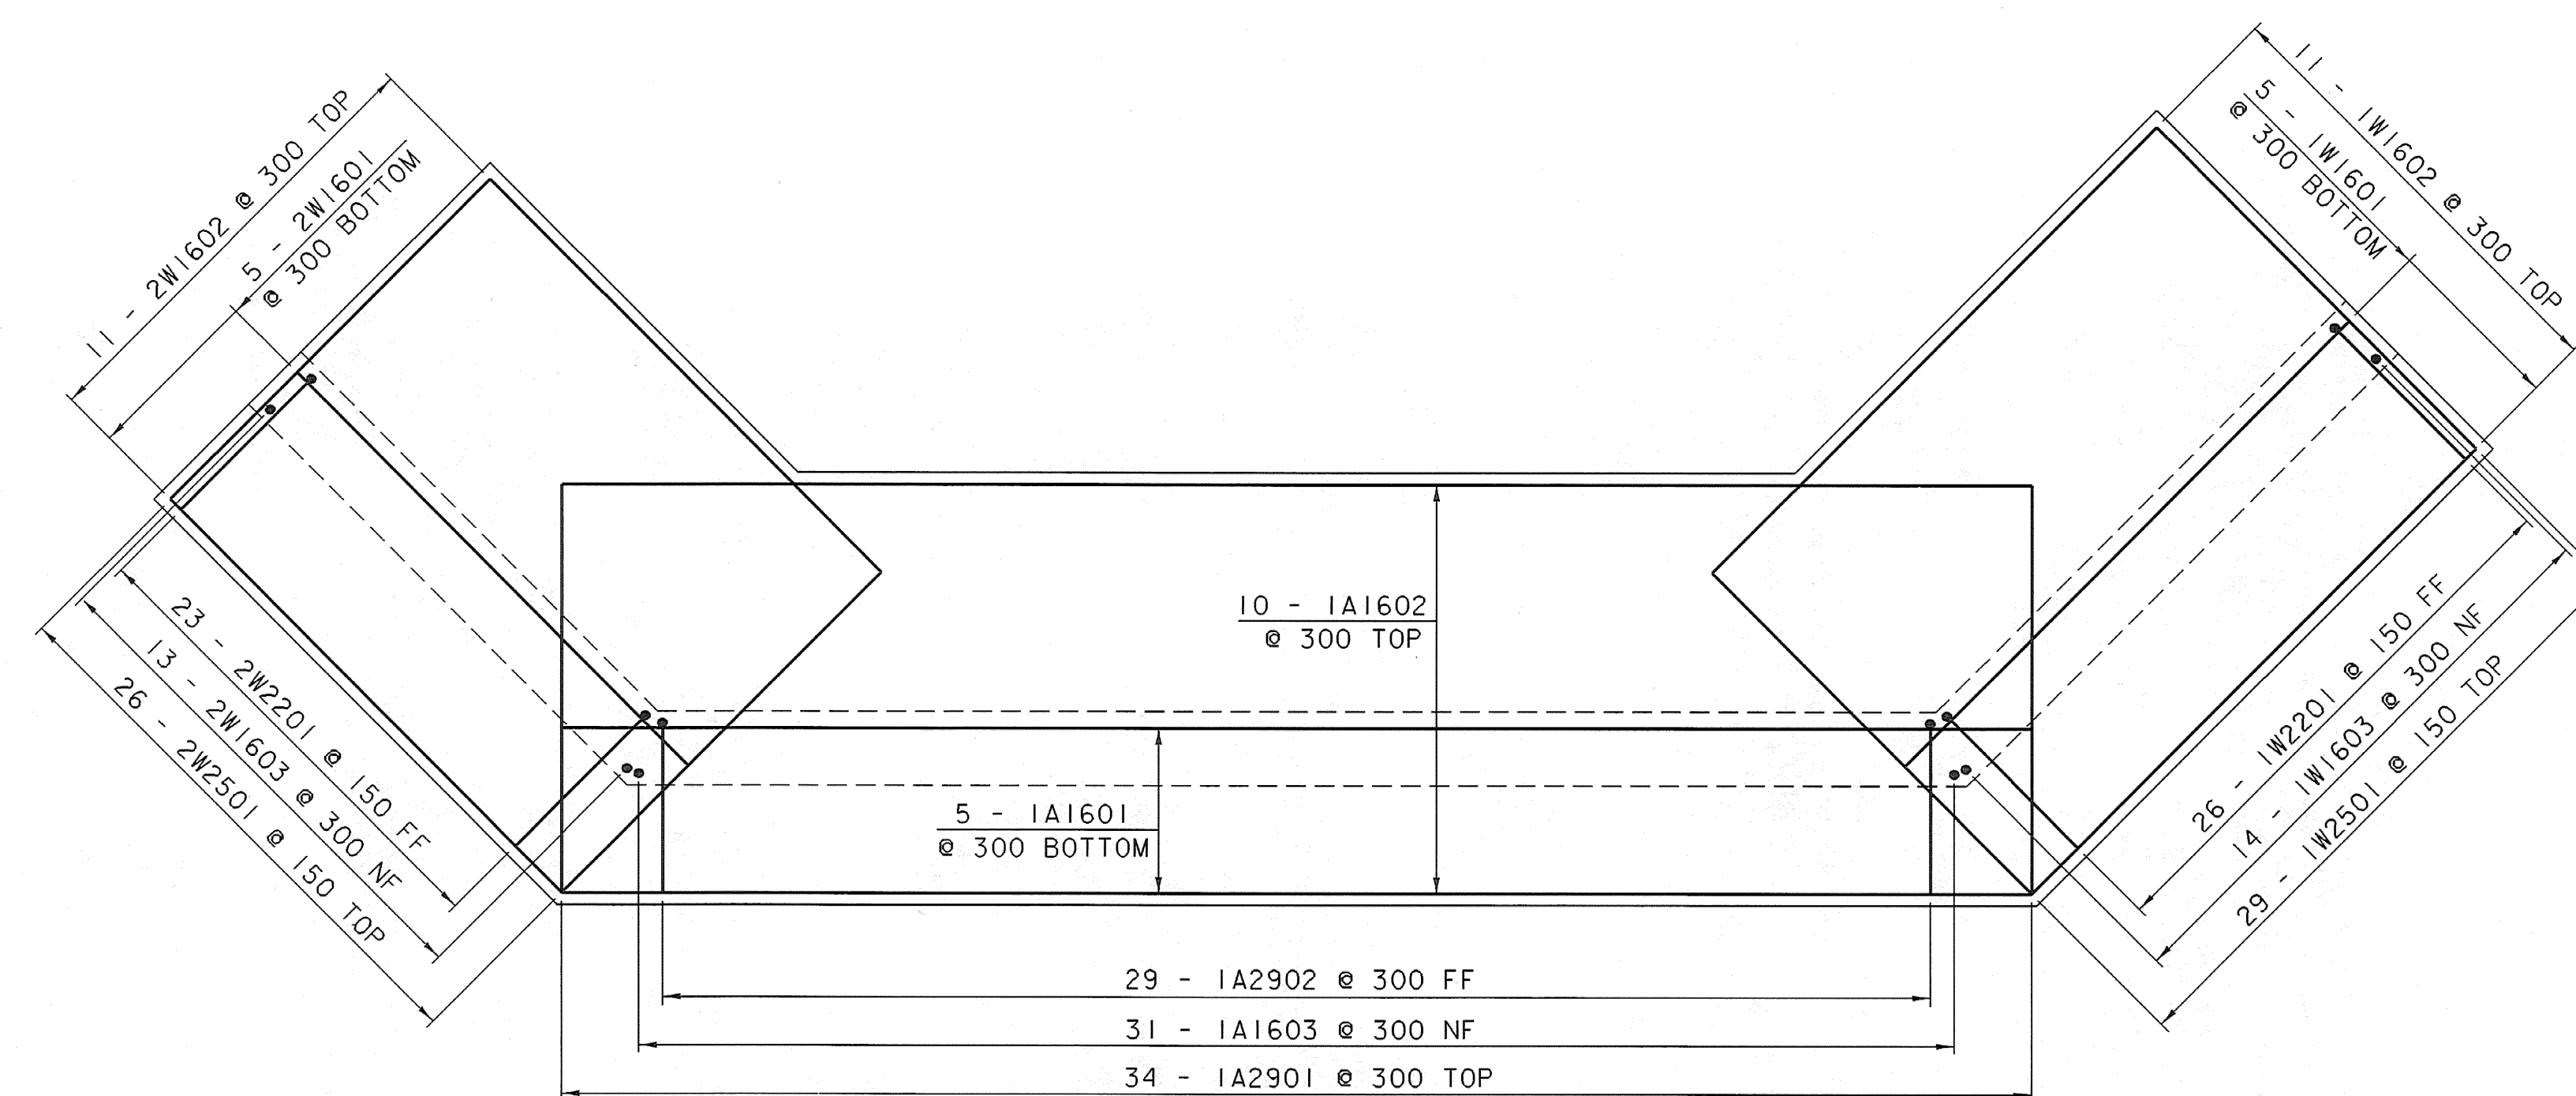 11 - 2W1602 @ 300 TOP
5 - 2W1601
@ 300 BOTTOM
11 - 1W1602 @ 300 TOP
5 - 1W1601
@ 300 BOTTOM
10 - 1A1602
@ 300 TOP
5 - 1A1601
@ 300 BOTTOM
23 - 2W2201 @ 150 FF
13 - 2W1603 @ 300 NF
26 - 2W2501 @ 150 TOP
26 - 1W2201 @ 150 FF
14 - 1W1603 @ 300 NF
29 - 1W2501 @ 150 TOP
29 - 1A2902 @ 300 FF
31 - 1A1603 @ 300 NF
34 - 1A2901 @ 300 TOP